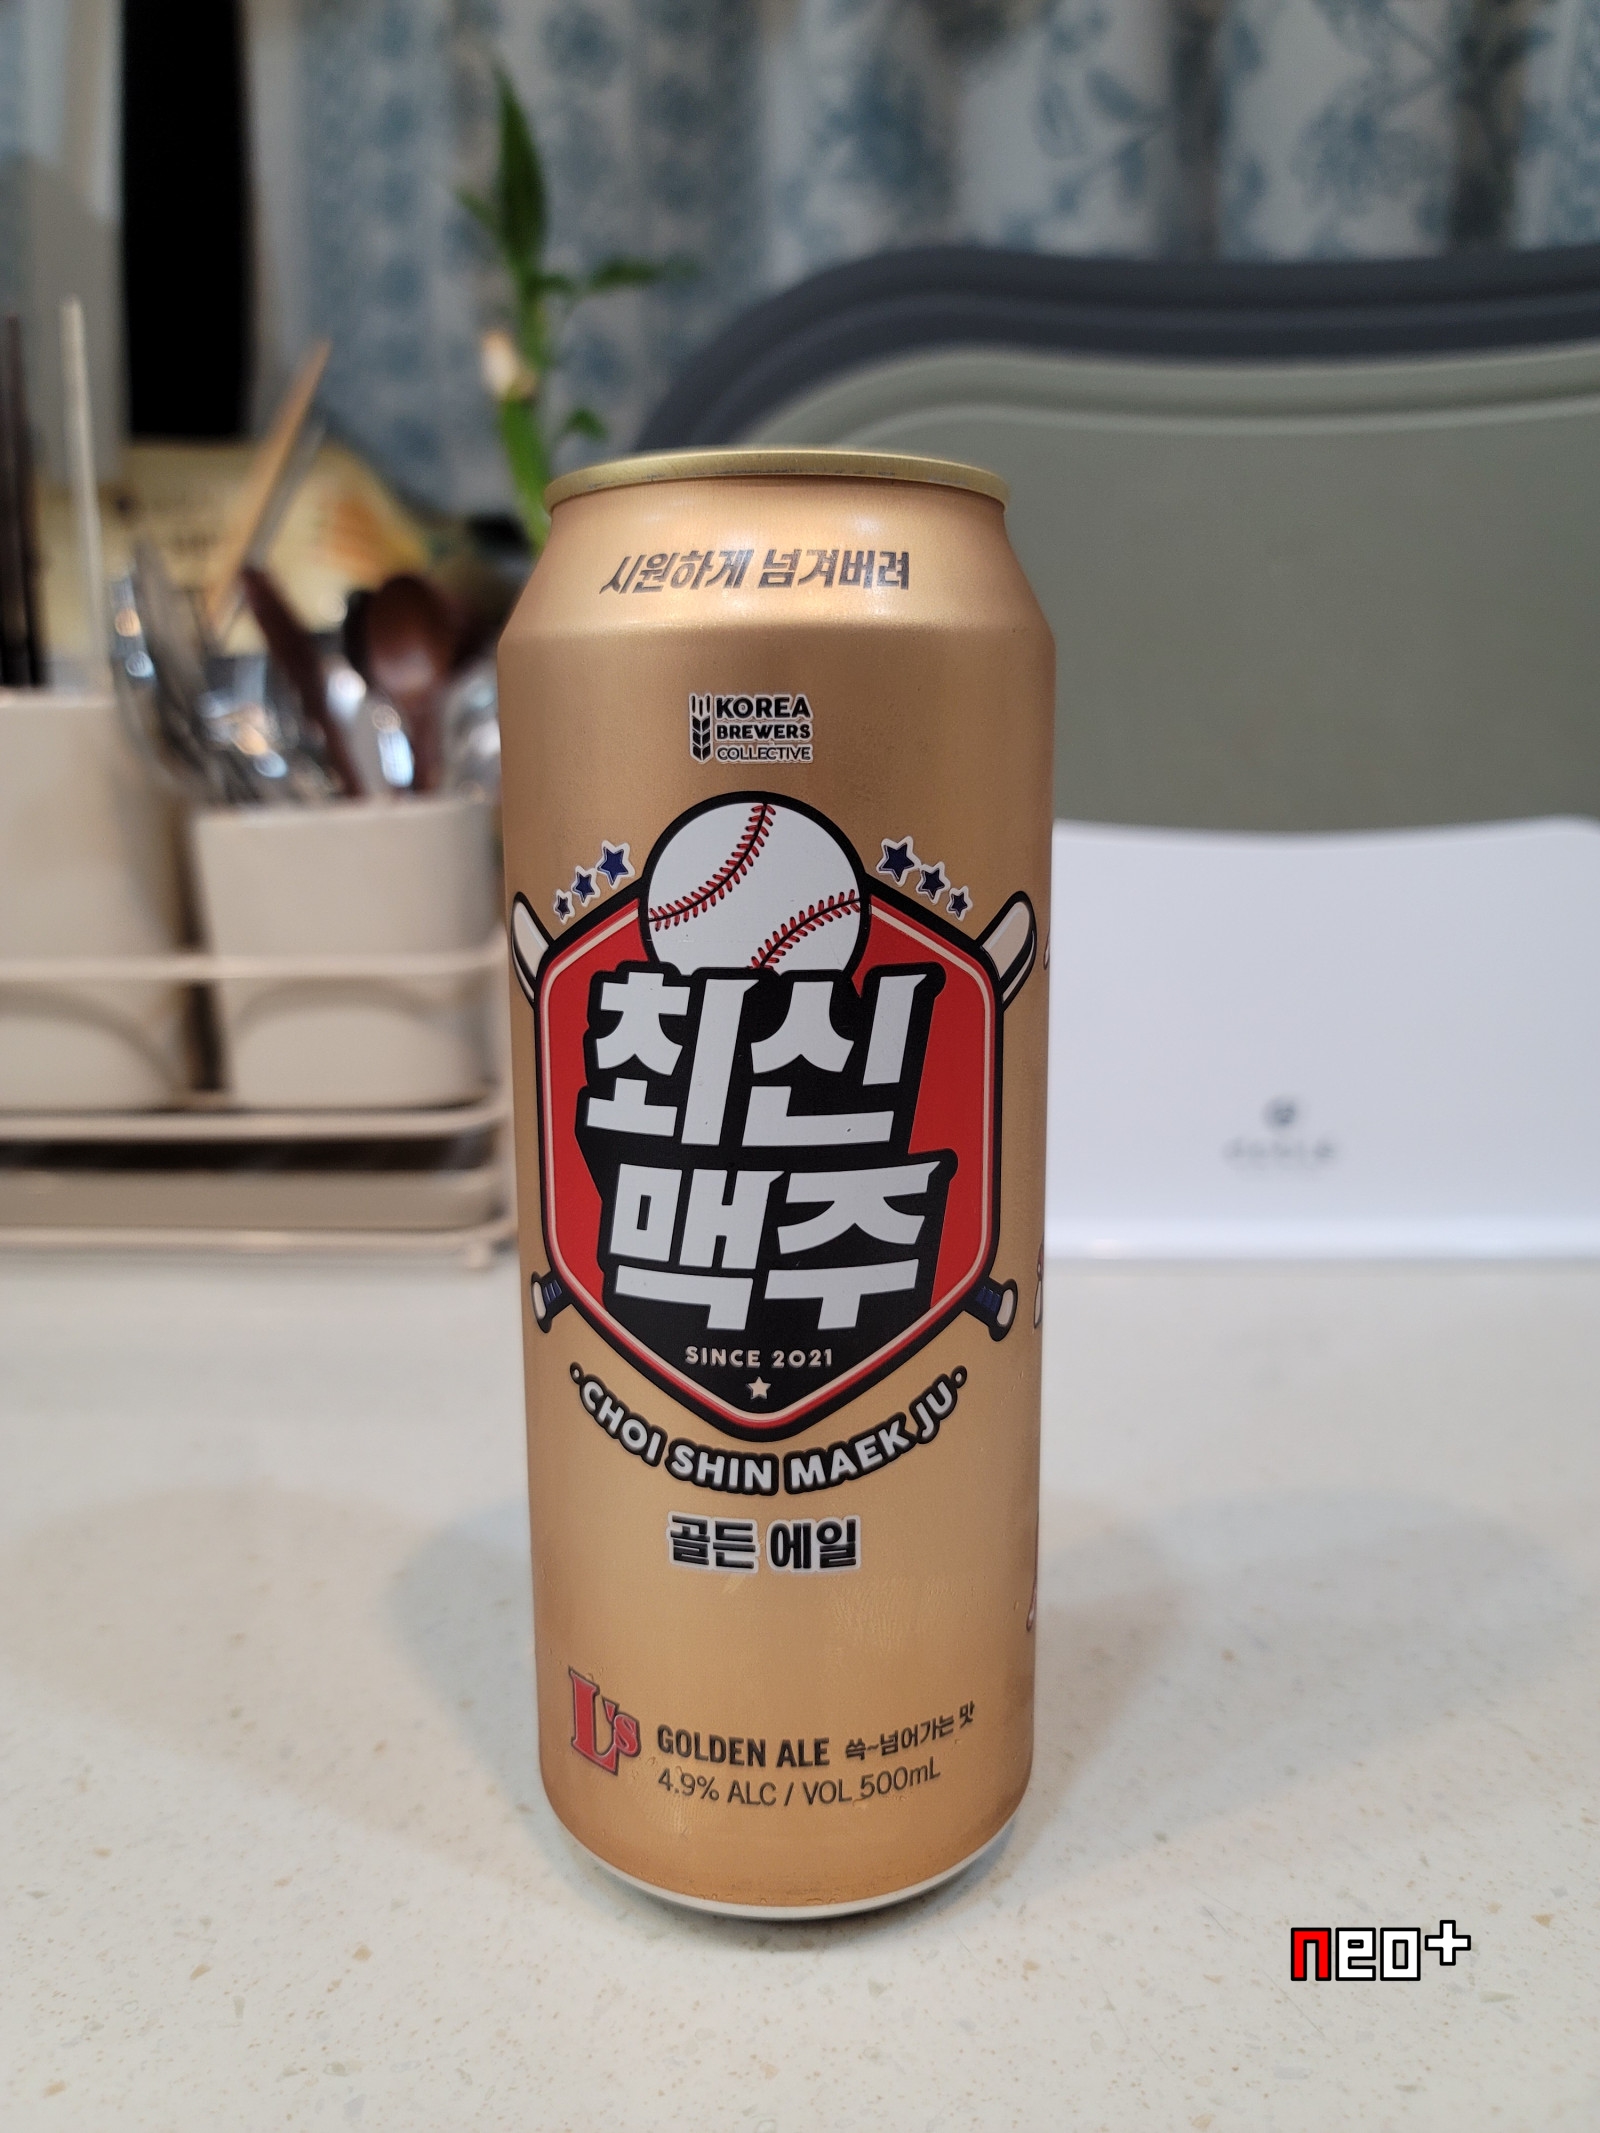 시원하게 넘겨버려
KOREA
BREWERS
COLLECTIVE
최신
맥주
SINCE 2021
·CHOI SHIN MAEK JU·
골든 에일
L's
GOLDEN ALE 쓱~넘어가는 맛
4.9% ALC / VOL 500mL
neo+